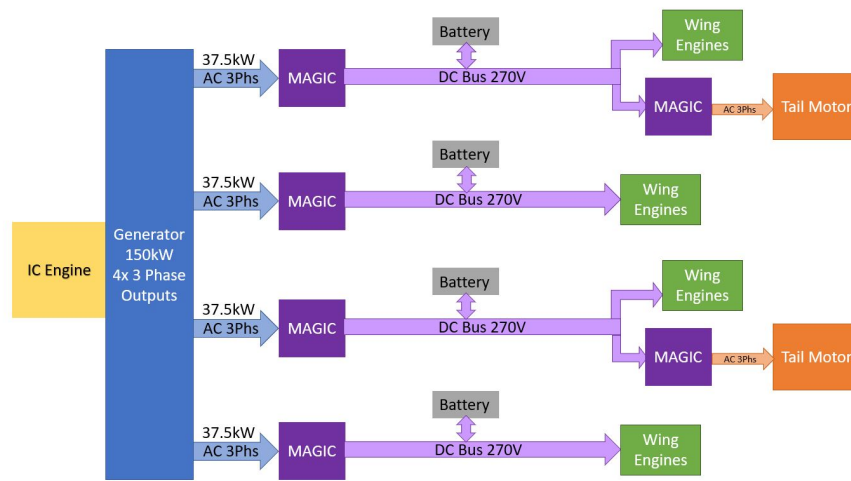 IC Engine
Generator
150kW
4x 3 Phase
Outputs
37.5kW
AC 3Phs
MAGIC
Battery
DC Bus 270V
Wing
Engines
MAGIC
AC 3Phs
Tail Motor
37.5kW
AC 3Phs
MAGIC
Battery
DC Bus 270V
Wing
Engines
37.5kW
AC 3Phs
MAGIC
Battery
DC Bus 270V
Wing
Engines
MAGIC
AC 3Phs
Tail Motor
37.5kW
AC 3Phs
MAGIC
Battery
DC Bus 270V
Wing
Engines